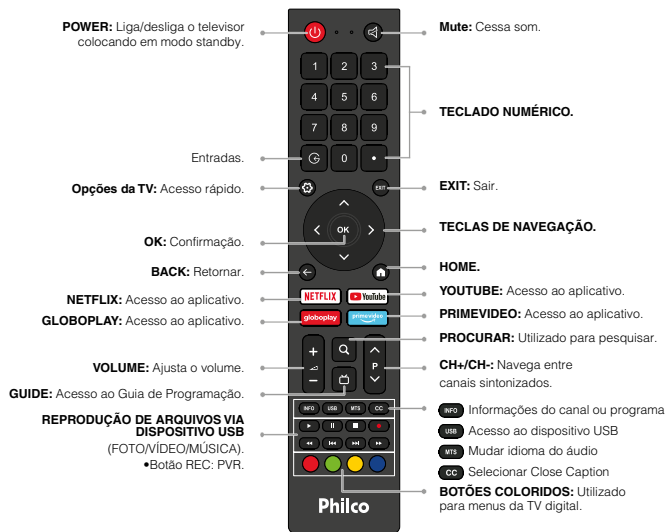 POWER: Liga/desliga o televisor
colocando em modo standby.
Mute: Cessa som.
1 2 3
4 5 6
7 8 9
0 •
TECLADO NUMÉRICO.
Entradas.
Opções da TV: Acesso rápido.
EXIT
EXIT: Sair.
TECLAS DE NAVEGAÇÃO.
OK
OK: Confirmação.
BACK: Retornar.
HOME.
NETFLIX: Acesso ao aplicativo.
NETFLIX YouTube
YOUTUBE: Acesso ao aplicativo.
GLOBOPLAY: Acesso ao aplicativo.
globoplay primevideo
PRIMEVIDEO: Acesso ao aplicativo.
PROCURAR: Utilizado para pesquisar.
+
P
−
VOLUME: Ajusta o volume.
CH+/CH-: Navega entre
canais sintonizados.
GUIDE: Acesso ao Guia de Programação.
INFO USB MTS CC
REPRODUÇÃO DE ARQUIVOS VIA
DISPOSITIVO USB
(FOTO/VÍDEO/MÚSICA).
•Botão REC: PVR.
INFO Informações do canal ou programa
USB Acesso ao dispositivo USB
MTS Mudar idioma do áudio
CC Selecionar Close Caption
BOTÕES COLORIDOS: Utilizado
para menus da TV digital.
Philco